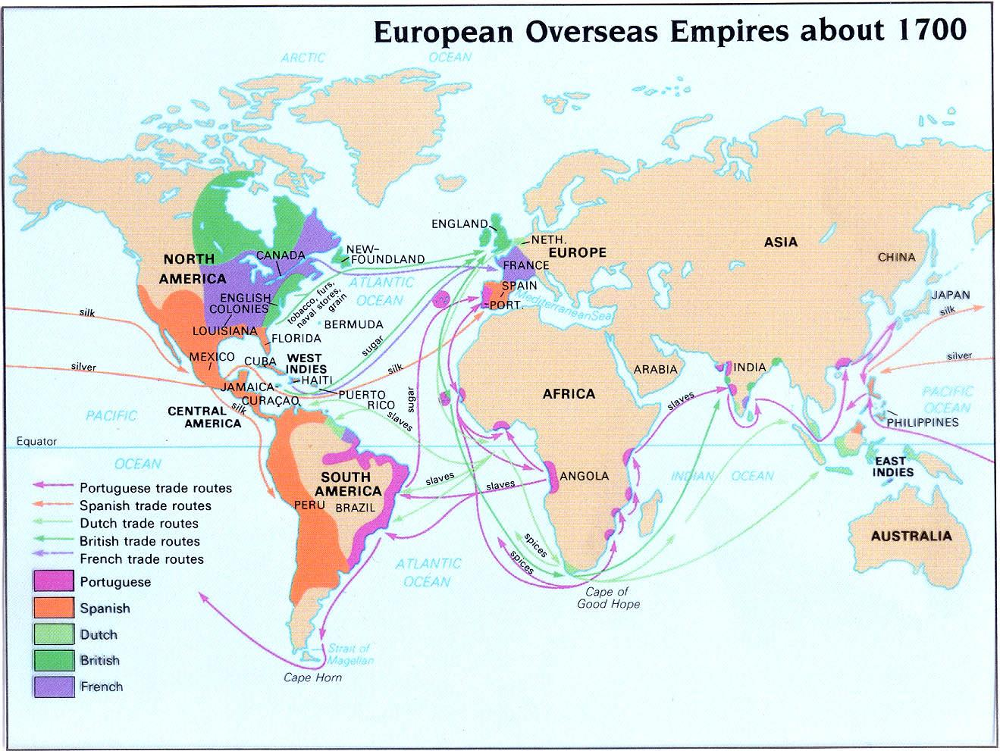 European Overseas Empires about 1700
ARCTIC OCEAN
ENGLAND
NETH.
EUROPE
ASIA
CHINA
NORTH
AMERICA
CANADA
NEW-
FOUNDLAND
FRANCE
SPAIN
PORT.
Mediterranean Sea
JAPAN
silk
ATLANTIC
OCEAN
ENGLISH
COLONIES
tobacco, furs,
naval stores,
grain
LOUISIANA
BERMUDA
FLORIDA
silk
silver
MEXICO
CUBA
WEST
INDIES
HAITI
JAMAICA-
CURAÇAO
PUERTO
RICO
sugar
silk
sugar
silk
CENTRAL
AMERICA
slaves
AFRICA
ARABIA
INDIA
slaves
silver
PACIFIC
OCEAN
PHILIPPINES
PACIFIC
OCEAN
Equator
SOUTH
AMERICA
PERU
BRAZIL
slaves
slaves
ANGOLA
INDIAN OCEAN
EAST
INDIES
AUSTRALIA
spices
spices
ATLANTIC
OCEAN
Cape of
Good Hope
Strait of
Magellan
Cape Horn
Portuguese trade routes
Spanish trade routes
Dutch trade routes
British trade routes
French trade routes
Portuguese
Spanish
Dutch
British
French